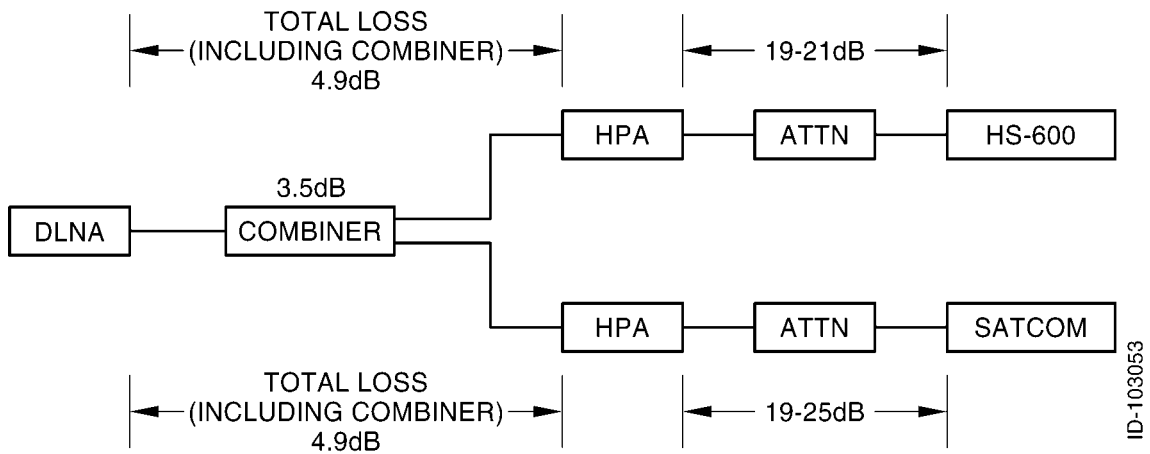 TOTAL LOSS
(INCLUDING COMBINER)
4.9dB
19-21dB
HPA
ATTN
HS-600
3.5dB
DLNA
COMBINER
HPA
ATTN
SATCOM
TOTAL LOSS
(INCLUDING COMBINER)
4.9dB
19-25dB
ID-103053